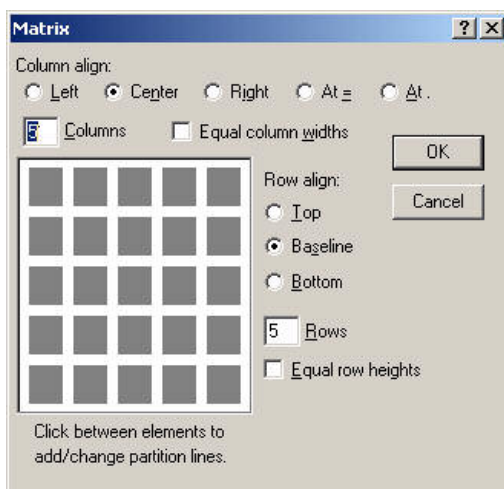 Matrix
Column align:
Left Center Right At = At .
5 Columns Equal column widths
OK
Row align:
Cancel
Top
Baseline
Bottom
5 Rows
Equal row heights
Click between elements to
add/change partition lines.